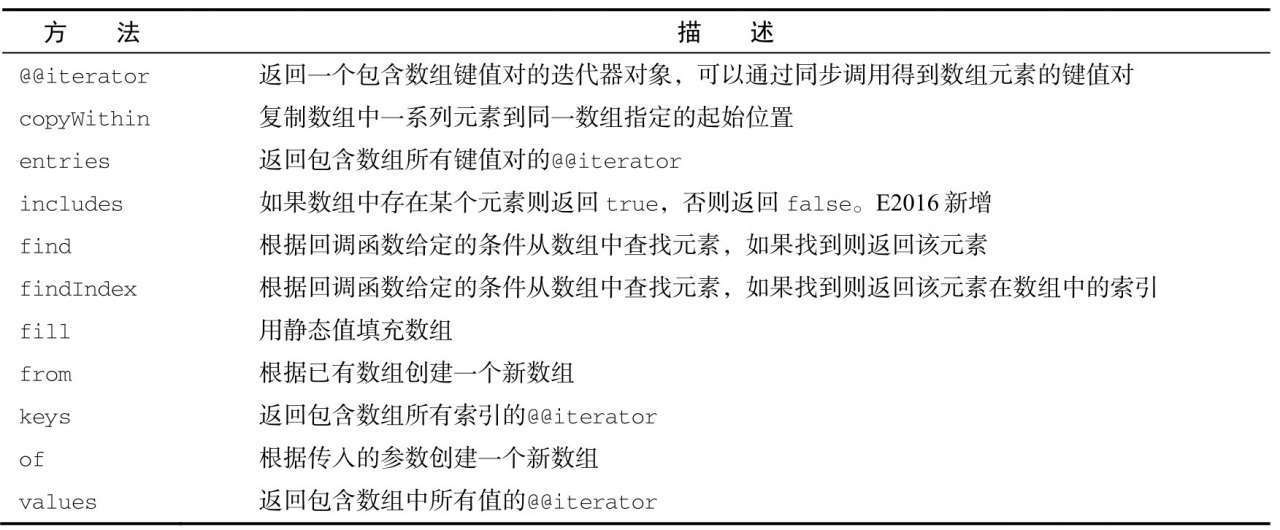 方 法 描 述
@@iterator 返回一个包含数组键值对的迭代器对象，可以通过同步调用得到数组元素的键值对
copyWithin 复制数组中一系列元素到同一数组指定的起始位置
entries 返回包含数组所有键值对的@@iterator
includes 如果数组中存在某个元素则返回 true，否则返回 false。E2016 新增
find 根据回调函数给定的条件从数组中查找元素，如果找到则返回该元素
findIndex 根据回调函数给定的条件从数组中查找元素，如果找到则返回该元素在数组中的索引
fill 用静态值填充数组
from 根据已有数组创建一个新数组
keys 返回包含数组所有索引的@@iterator
of 根据传入的参数创建一个新数组
values 返回包含数组中所有值的@@iterator